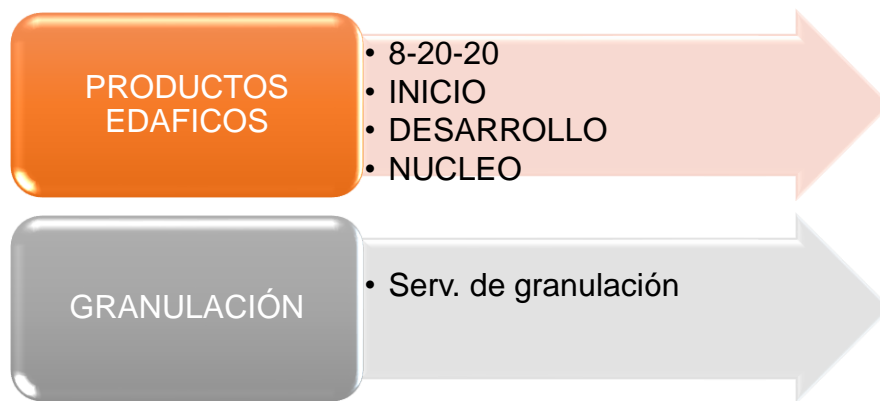 PRODUCTOS
EDAFICOS
• 8-20-20
• INICIO
• DESARROLLO
• NUCLEO
GRANULACIÓN
• Serv. de granulación